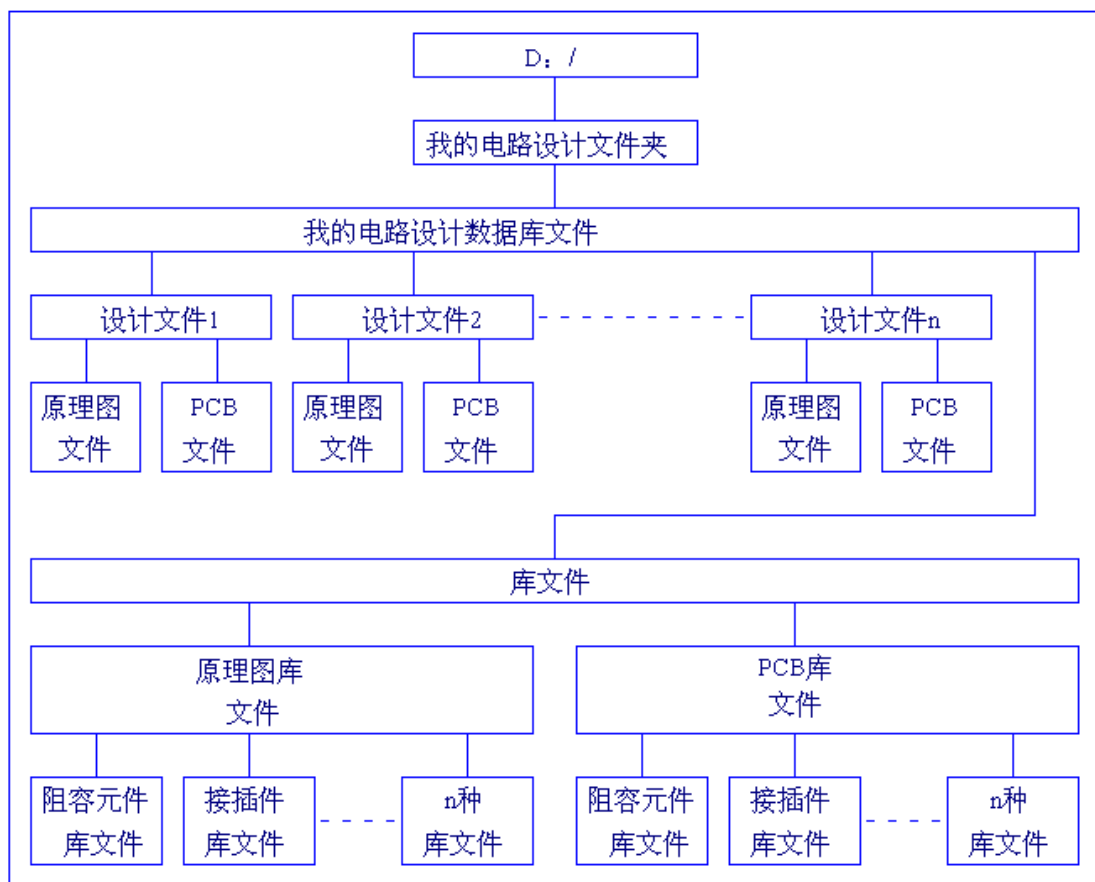 D：/
我的电路设计文件夹
我的电路设计数据库文件
设计文件1
设计文件2
设计文件n
原理图
文件
PCB
文件
原理图
文件
PCB
文件
原理图
文件
PCB
文件
库文件
原理图库
文件
PCB库
文件
阻容元件
库文件
接插件
库文件
n种
库文件
阻容元件
库文件
接插件
库文件
n种
库文件